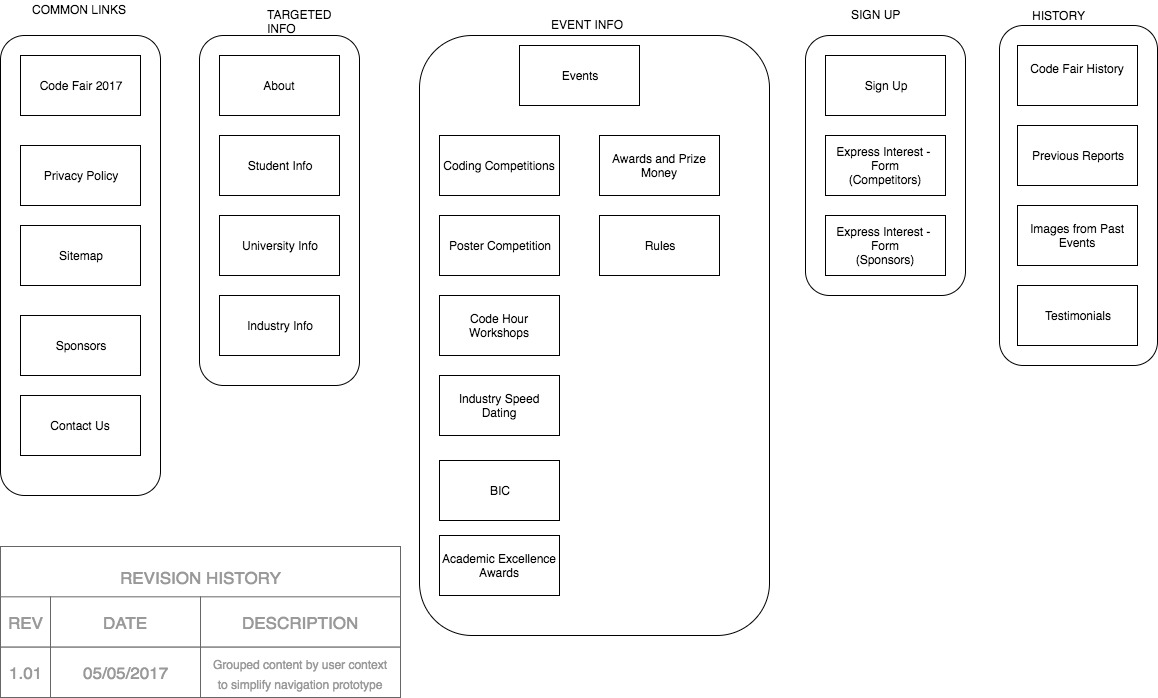 COMMON LINKS
Code Fair 2017
Privacy Policy
Sitemap
Sponsors
Contact Us
TARGETED
INFO
About
Student Info
University Info
Industry Info
EVENT INFO
Events
Coding Competitions
Poster Competition
Code Hour
Workshops
Industry Speed
Dating
BIC
Academic Excellence
Awards
Awards and Prize
Money
Rules
SIGN UP
Sign Up
Express Interest -
Form
(Competitors)
Express Interest -
Form
(Sponsors)
HISTORY
Code Fair History
Previous Reports
Images from Past
Events
Testimonials
REVISION HISTORY
REV DATE DESCRIPTION
1.01 05/05/2017 Grouped content by user context
to simplify navigation prototype